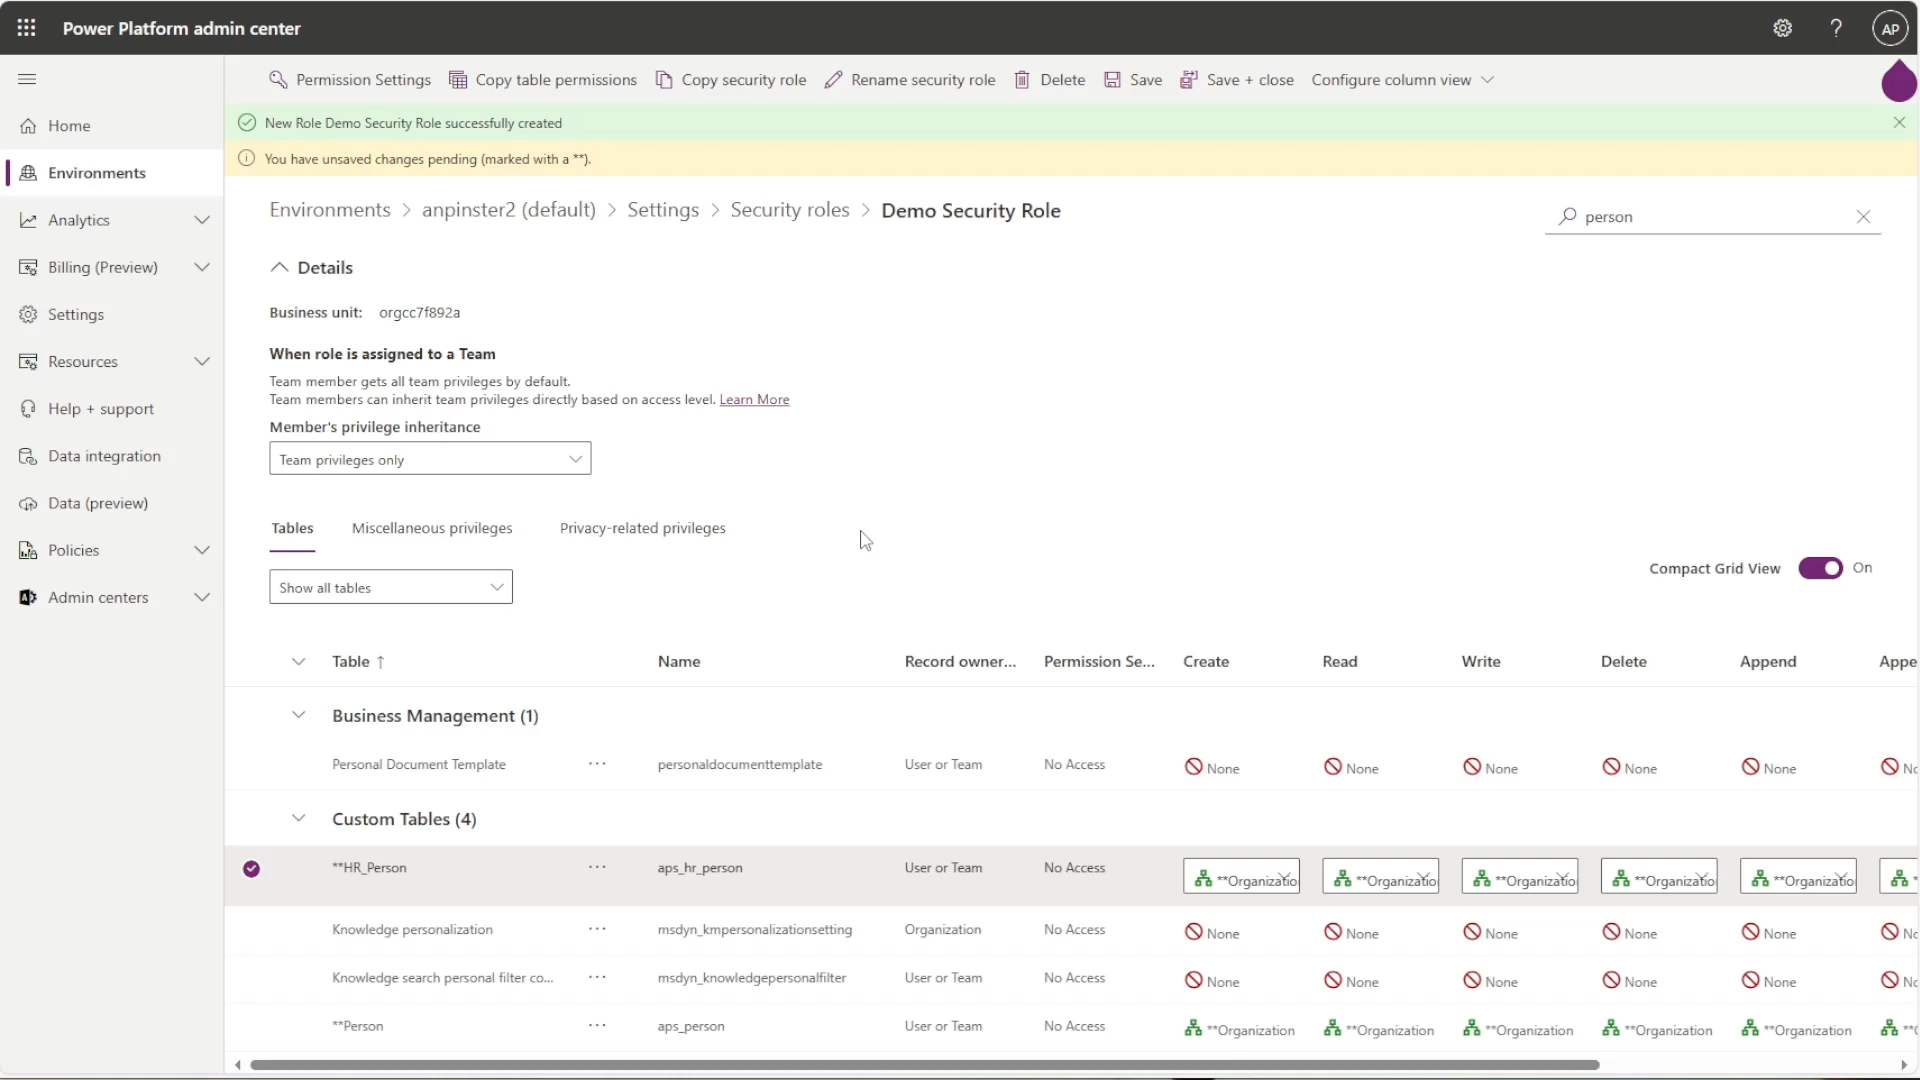 Power Platform admin center
?
AP
Permission Settings Copy table permissions Copy security role Rename security role Delete Save Save + close Configure column view
New Role Demo Security Role successfully created
You have unsaved changes pending (marked with a **).
Home
Environments
Analytics
Billing (Preview)
Settings
Resources
Help + support
Data integration
Data (preview)
Policies
Admin centers
Environments > anpinster2 (default) > Settings > Security roles > Demo Security Role
person
Details
Business unit: orgcc7f892a
When role is assigned to a Team
Team member gets all team privileges by default.
Team members can inherit team privileges directly based on access level. Learn More
Member's privilege inheritance
Team privileges only
Tables Miscellaneous privileges Privacy-related privileges
Compact Grid View On
Show all tables
Table ↑ Name Record owner... Permission Se... Create Read Write Delete Append Appe
Business Management (1)
Personal Document Template ... personaldocumenttemplate User or Team No Access None None None None None Nc
Custom Tables (4)
**HR_Person ... aps_hr_person User or Team No Access **Organizatio **Organizatio **Organizatio **Organizatio **Organizatio *
Knowledge personalization ... msdyn_kmpersonalizationsetting Organization No Access None None None None None Nc
Knowledge search personal filter co... ... msdyn_knowledgepersonalfilter User or Team No Access None None None None None Nc
**Person ... aps_person User or Team No Access **Organization **Organization **Organization **Organization **Organization **(